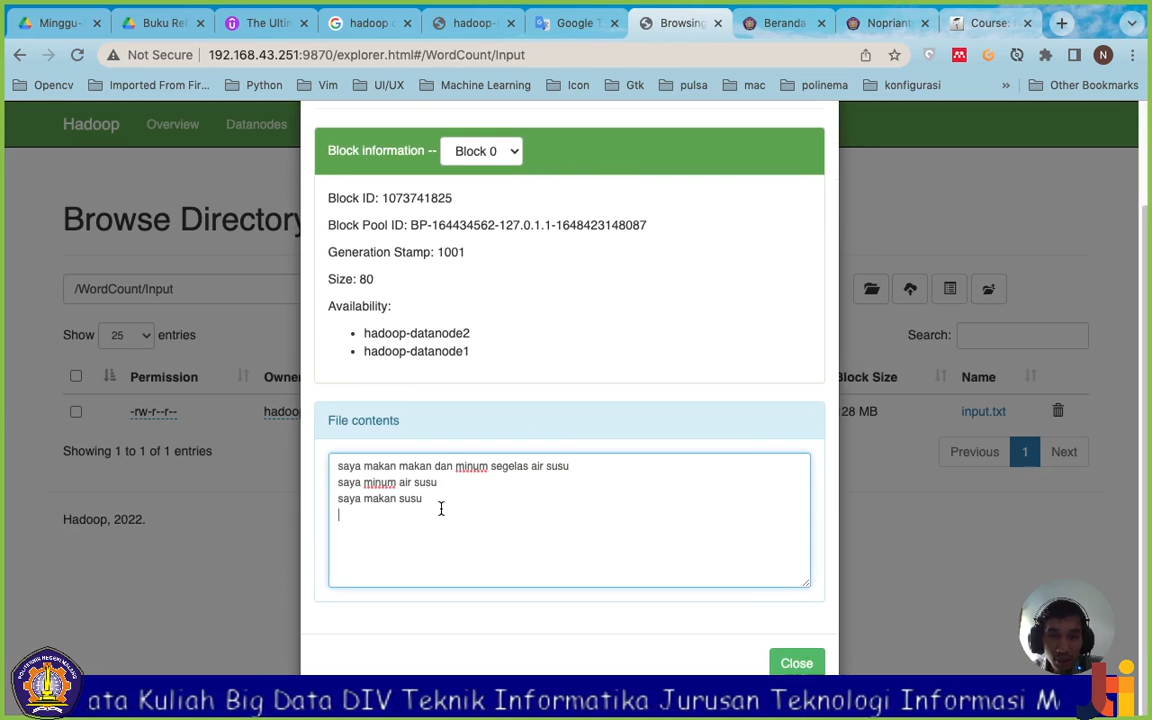 Minggu-
Buku Rel
The Ultin
hadoop c
hadoop-
Google T
Browsing
Beranda
Nopriant
Course: F
Not Secure
192.168.43.251:9870/explorer.html#/WordCount/Input
N
Opencv
Imported From Fir...
Python
Vim
UI/UX
Machine Learning
Icon
Gtk
pulsa
mac
polinema
konfigurasi
»
Other Bookmarks
Hadoop
Overview
Datanodes
Block information --
Block 0
Block ID: 1073741825
Block Pool ID: BP-164434562-127.0.1.1-1648423148087
Generation Stamp: 1001
Size: 80
Availability:
hadoop-datanode2
hadoop-datanode1
Browse Directory
/WordCount/Input
Show 25 entries
Search:
Permission
Owne
Block Size
Name
-rw-r--r--
hadoo
28 MB
input.txt
Showing 1 to 1 of 1 entries
Previous
1
Next
Hadoop, 2022.
File contents
saya makan makan dan minum segelas air susu
saya minum air susu
saya makan susu
Close
ata Kuliah Big Data DIV Teknik Informatika Jurusan Teknologi Informasi M